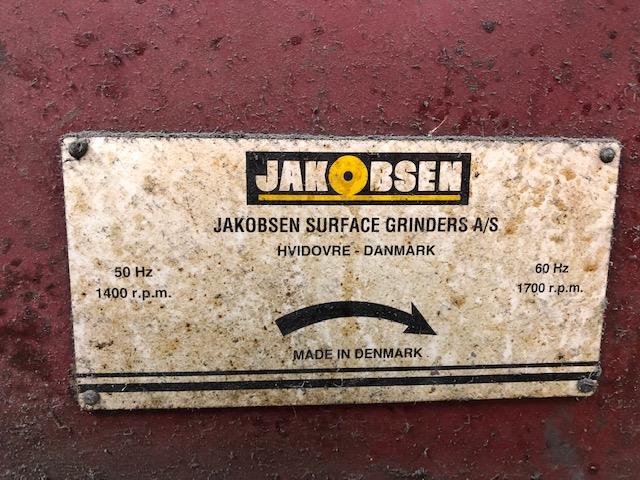 JAKOBSEN
JAKOBSEN SURFACE GRINDERS A/S
HVIDOVRE - DANMARK
50 Hz
1400 r.p.m.
60 Hz
1700 r.p.m.
MADE IN DENMARK